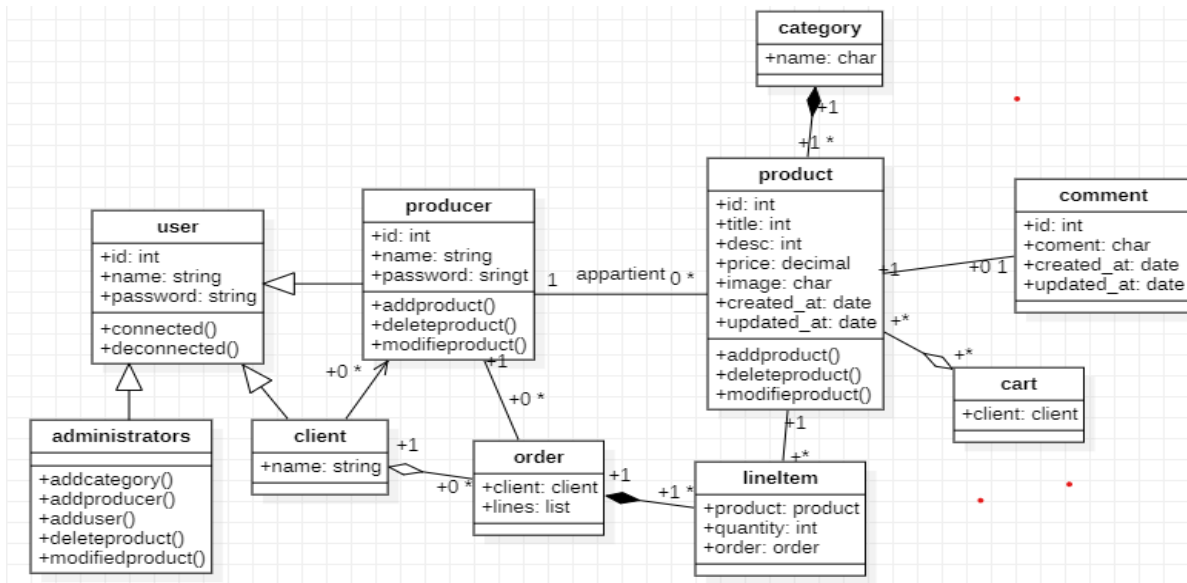 category
+name: char
+1
+1 *
product
+id: int
+title: int
+desc: int
+price: decimal
+image: char
+created_at: date
+updated_at: date
+addproduct()
+deleteproduct()
+modifieproduct()
comment
+id: int
+coment: char
+created_at: date
+updated_at: date
+1
+0 1
producer
+id: int
+name: string
+password: sringt
+addproduct()
+deleteproduct()
+modifieproduct()
1 appartient 0 *
user
+id: int
+name: string
+password: string
+connected()
+deconnected()
+*
+*
cart
+client: client
+0 *
+1
+0 *
administrators
+addcategory()
+addproducer()
+adduser()
+deleteproduct()
+modifiedproduct()
client
+name: string
+1
+0 *
order
+client: client
+lines: list
+1
+1 *
+1
+*
lineItem
+product: product
+quantity: int
+order: order